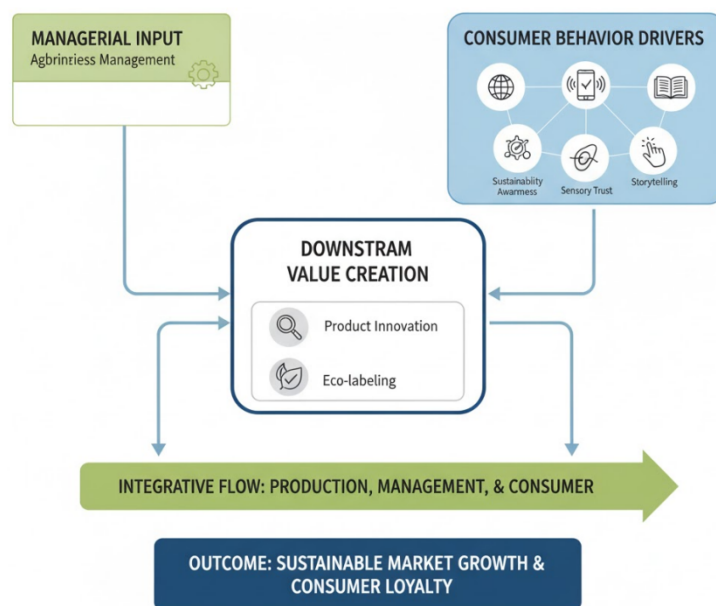 MANAGERIAL INPUT
Agbrinriess Management
CONSUMER BEHAVIOR DRIVERS
Sustainablity
Awarmess
Sensory Trust
Storytelling
DOWNSTRAM
VALUE CREATION
Product Innovation
Eco-labeling
INTEGRATIVE FLOW: PRODUCTION, MANAGEMENT, & CONSUMER
OUTCOME: SUSTAINABLE MARKET GROWTH &
CONSUMER LOYALTY